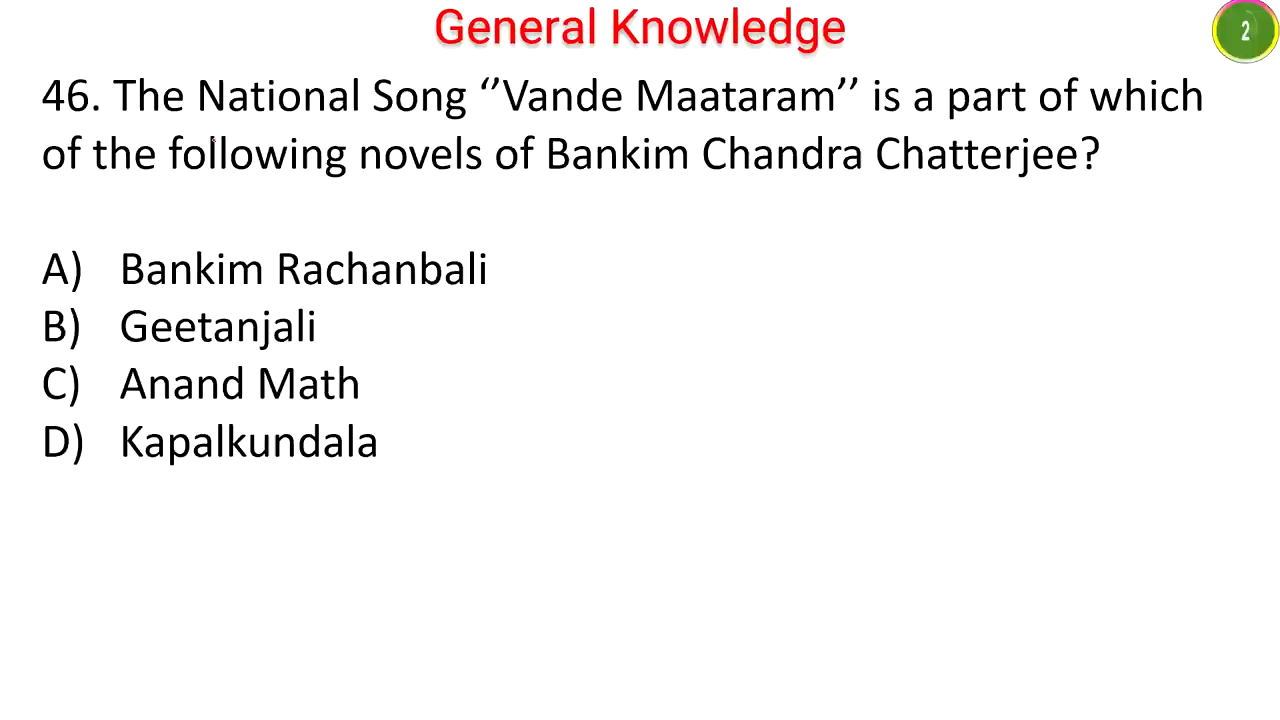 General Knowledge
2
46. The National Song ‘’Vande Maataram’’ is a part of which
of the following novels of Bankim Chandra Chatterjee?
A) Bankim Rachanbali
B) Geetanjali
C) Anand Math
D) Kapalkundala